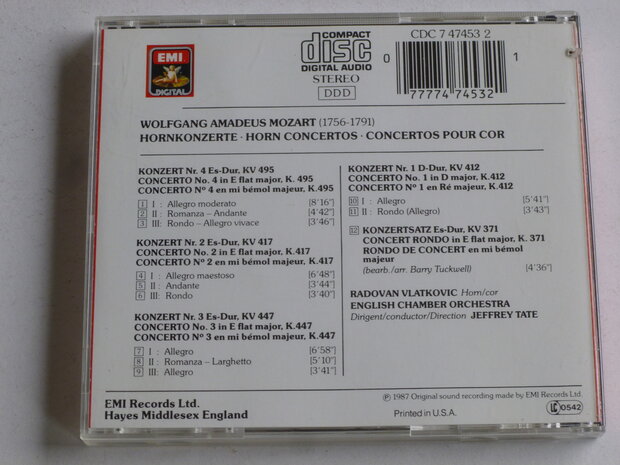 EMI
DIGITAL
COMPACT
disc
DIGITAL AUDIO
STEREO
DDD
CDC 7 47453 2
0
1
77774 74532
WOLFGANG AMADEUS MOZART (1756-1791)
HORNKONZERTE · HORN CONCERTOS · CONCERTOS POUR COR
KONZERT Nr. 4 Es-Dur, KV 495
CONCERTO No. 4 in E flat major, K. 495
CONCERTO Nº 4 en mi bémol majeur, K.495
1 I : Allegro moderato [8'16"]
2 II : Romanza – Andante [4'42"]
3 III: Rondo – Allegro vivace [3'46"]
KONZERT Nr. 2 Es-Dur, KV 417
CONCERTO No. 2 in E flat major, K.417
CONCERTO Nº 2 en mi bémol majeur, K.417
4 I : Allegro maestoso [6'48"]
5 II : Andante [3'44"]
6 III: Rondo [3'40"]
KONZERT Nr. 3 Es-Dur, KV 447
CONCERTO No. 3 in E flat major, K.447
CONCERTO Nº 3 en mi bémol majeur, K.447
7 I : Allegro [6'58"]
8 II : Romanza – Larghetto [5'10"]
9 III: Allegro [3'41"]
KONZERT Nr. 1 D-Dur, KV 412
CONCERTO No. 1 in D major, K.412
CONCERTO Nº 1 en Ré majeur, K.412
10 I : Allegro [5'41"]
11 II : Rondo (Allegro) [3'43"]
12 KONZERTSATZ Es-Dur, KV 371
CONCERT RONDO in E flat major, K. 371
RONDO DE CONCERT en mi bémol
majeur
(bearb./arr. Barry Tuckwell) [4'36"]
RADOVAN VLATKOVIC Horn/cor
ENGLISH CHAMBER ORCHESTRA
Dirigent/conductor/Direction JEFFREY TATE
EMI Records Ltd.
Hayes Middlesex England
℗ 1987 Original sound recording made by EMI Records Ltd.
Printed in U.S.A.
LC 0542